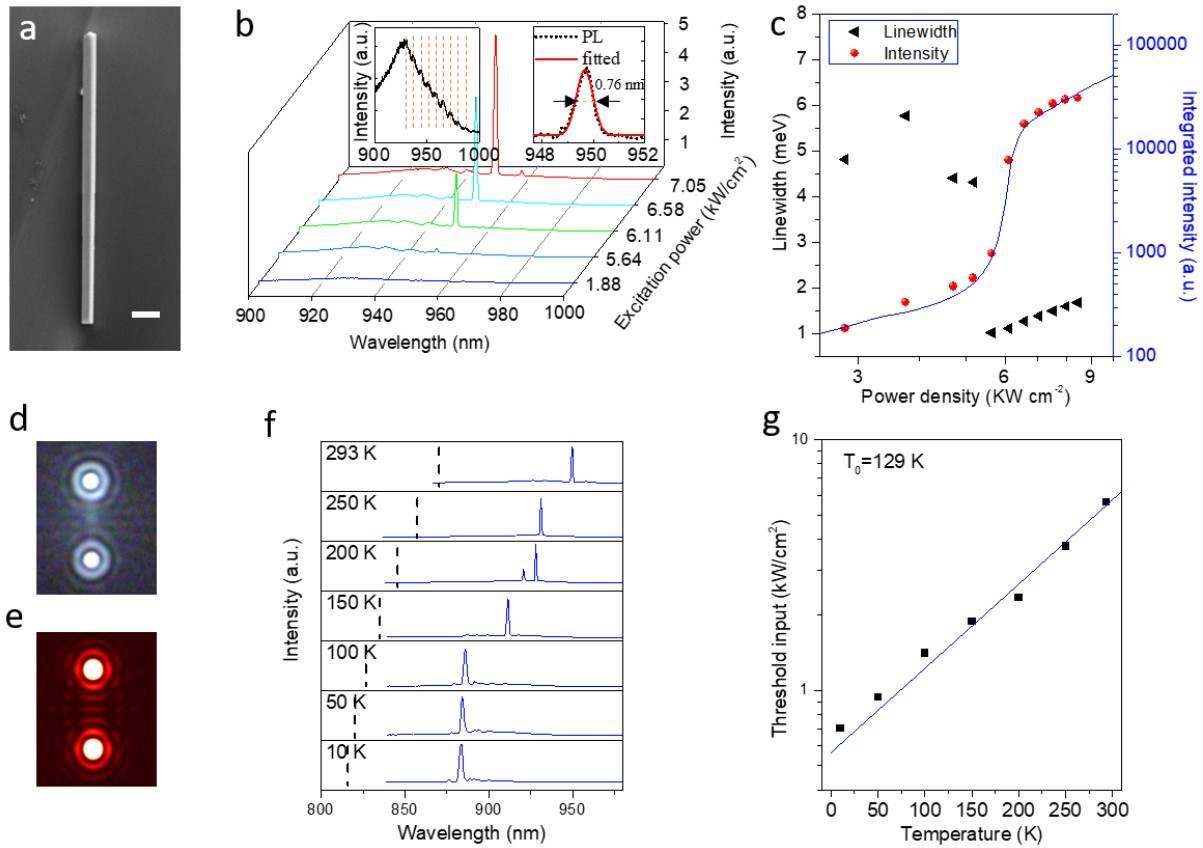 a
b
Intensity (a.u.)
900
950
1000
PL
fitted
0.76 nm
948
950
952
5
4
3
2
1
Intensity (a.u.)
7.05
6.58
6.11
5.64
1.88
Excitation power (kW/cm²)
900
920
940
960
980
1000
Wavelength (nm)
c
Linewidth
Intensity
8
7
6
5
4
3
2
1
Linewidth (meV)
100000
10000
1000
100
Integrated intensity (a.u.)
3
6
9
Power density (KW cm⁻²)
d
e
f
293 K
250 K
200 K
150 K
100 K
50 K
10 K
Intensity (a.u.)
800
850
900
950
Wavelength (nm)
g
T₀=129 K
10
1
Threshold input (kW/cm²)
0
50
100
150
200
250
300
Temperature (K)